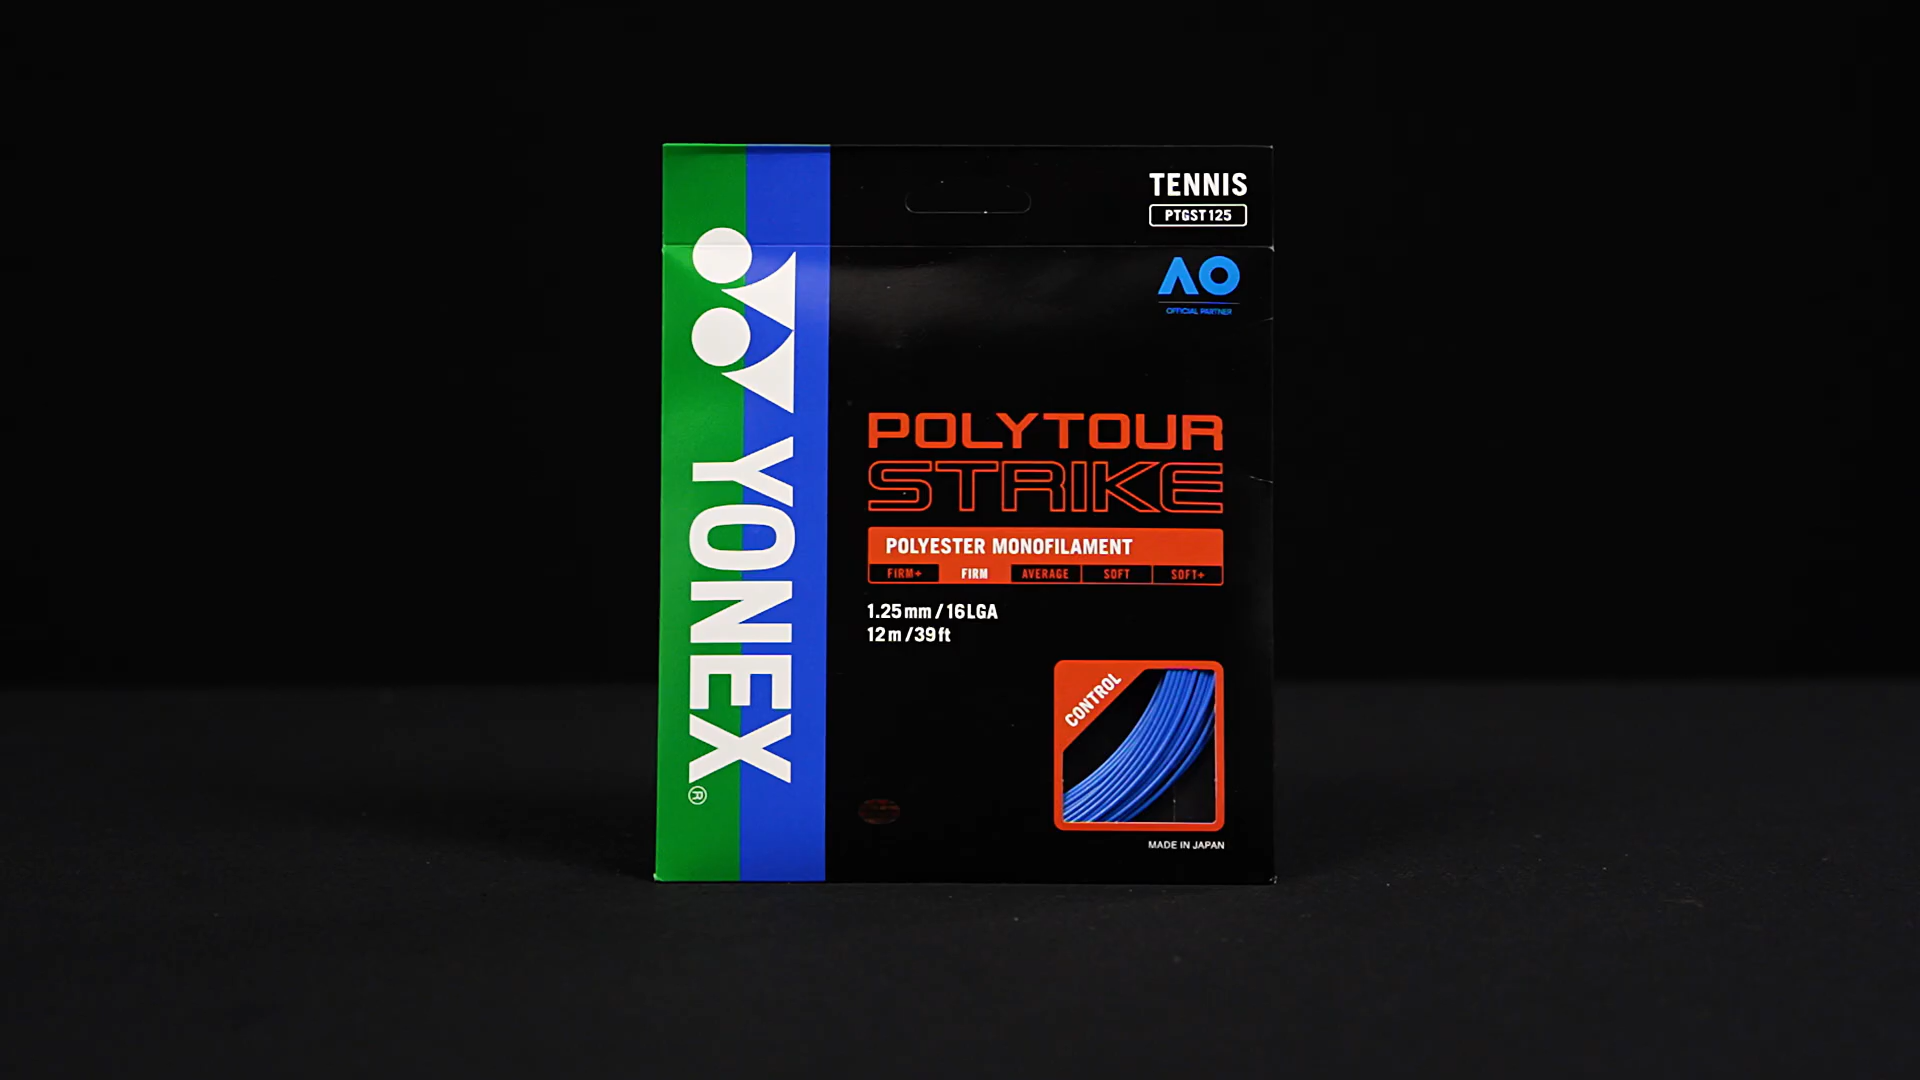 TENNIS
PTGST125
AO
OFFICIAL PARTNER
YONEX®
POLYTOUR
STRIKE
POLYESTER MONOFILAMENT
FIRM+ FIRM AVERAGE SOFT SOFT+
1.25mm/16LGA
12m/39ft
CONTROL
MADE IN JAPAN